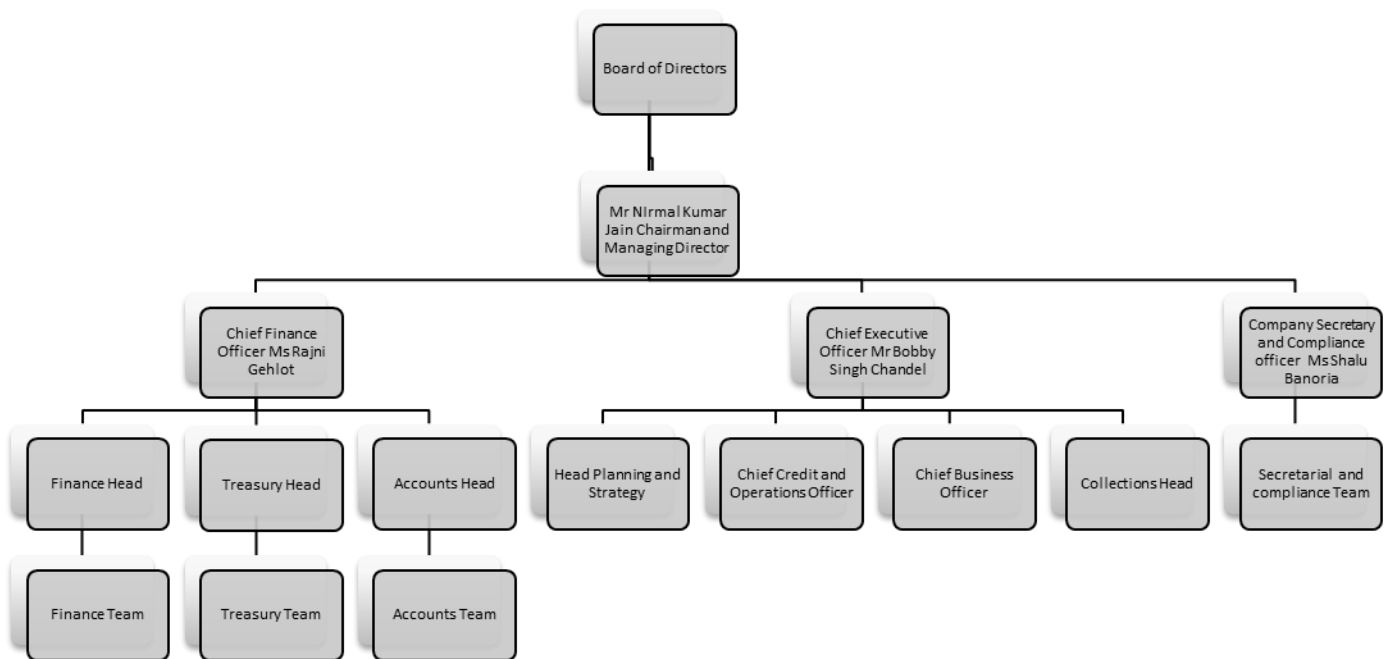 Board of Directors
Mr NIrmal Kumar
Jain Chairman and
Managing Director
Chief Finance
Officer Ms Rajni
Gehlot
Chief Executive
Officer Mr Bobby
Singh Chandel
Company Secretary
and Compliance
officer Ms Shalu
Banoria
Finance Head
Treasury Head
Accounts Head
Head Planning and
Strategy
Chief Credit and
Operations Officer
Chief Business
Officer
Collections Head
Secretarial and
compliance Team
Finance Team
Treasury Team
Accounts Team